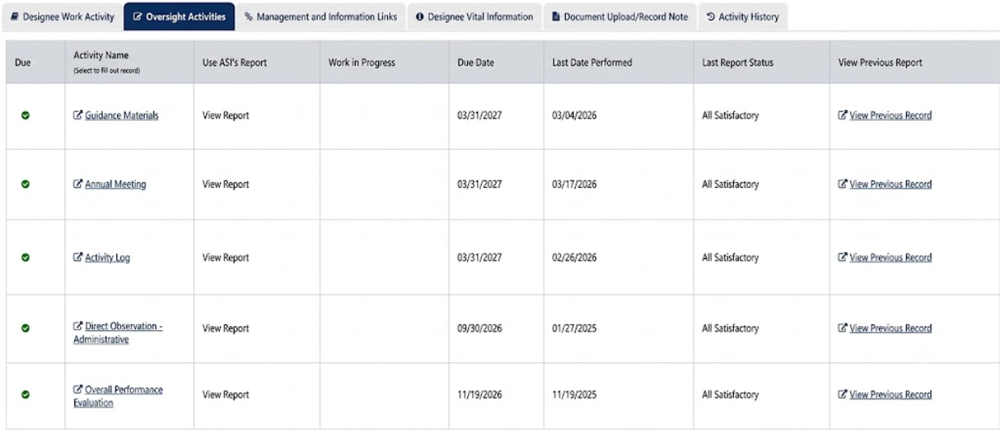 Designee Work Activity Oversight Activities Management and Information Links Designee Vital Information Document Upload/Record Note Activity History
Due Activity Name (Select to fill out record) Use ASI's Report Work in Progress Due Date Last Date Performed Last Report Status View Previous Report
Guidance Materials View Report 03/31/2027 03/04/2026 All Satisfactory View Previous Record
Annual Meeting View Report 03/31/2027 03/17/2026 All Satisfactory View Previous Record
Activity Log View Report 03/31/2027 02/26/2026 All Satisfactory View Previous Record
Direct Observation -
Administrative View Report 09/30/2026 01/27/2025 All Satisfactory View Previous Record
Overall Performance
Evaluation View Report 11/19/2026 11/19/2025 All Satisfactory View Previous Record